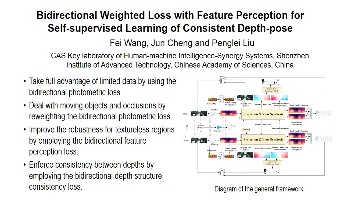 Bidirectional Weighted Loss with Feature Perception for
Self-supervised Learning of Consistent Depth-pose
Fei Wang, Jun Cheng and Penglei Liu
CAS Key laboratory of Human-machine Intelligence-Synergy Systems, Shenzhen
Institute of Advanced Technology, Chinese Academy of Sciences, China
• Take full advantage of limited data by using the
bidirectional photometric loss
• Deal with moving objects and occlusions by
reweighting the bidirectional photometric loss
• Improve the robustness for textureless regions
by employing the bidirectional feature
perception loss.
• Enforce consistency between depths by
employing the bidirectional depth structure
consistency loss.
Diagram of the general framework